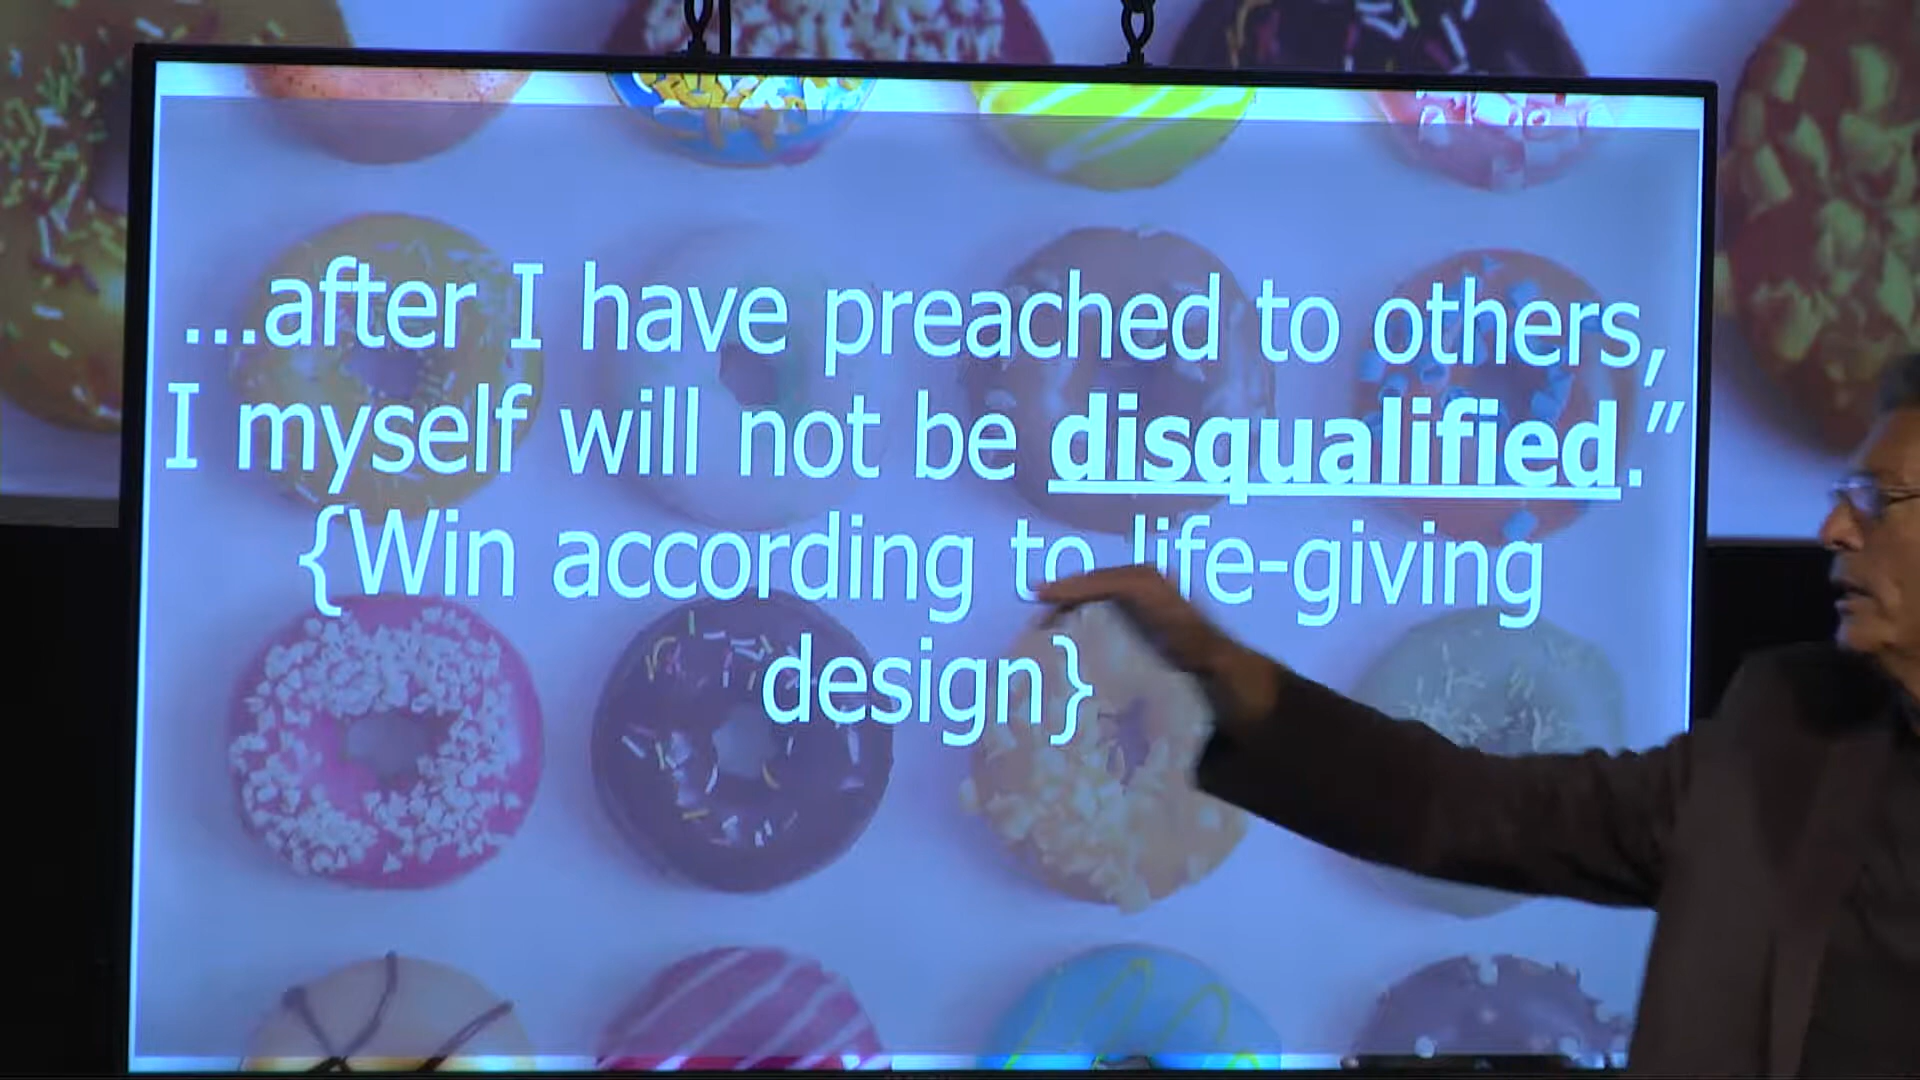 ...after I have preached to others,
I myself will not be disqualified.”
{Win according to life-giving
design}